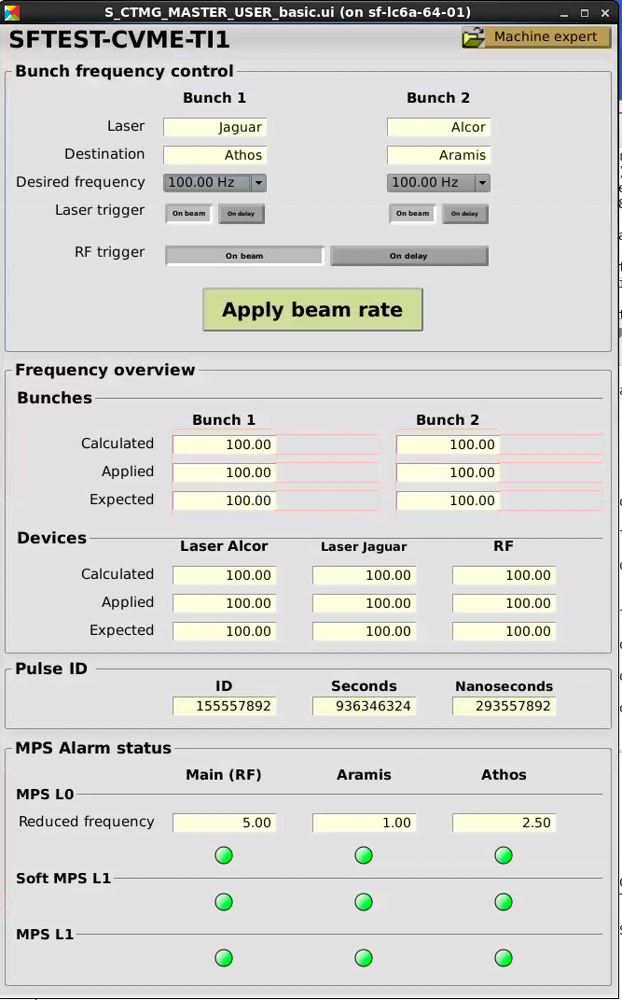 S_CTMG_MASTER_USER_basic.ui (on sf-lc6a-64-01)
SFTEST-CVME-TI1 Machine expert
Bunch frequency control
Bunch 1 Bunch 2
Laser Jaguar Alcor
Destination Athos Aramis
Desired frequency 100.00 Hz 100.00 Hz
Laser trigger On beam On delay On beam On delay
RF trigger On beam On delay
Apply beam rate
Frequency overview
Bunches
Bunch 1 Bunch 2
Calculated 100.00 100.00
Applied 100.00 100.00
Expected 100.00 100.00
Devices
Laser Alcor Laser Jaguar RF
Calculated 100.00 100.00 100.00
Applied 100.00 100.00 100.00
Expected 100.00 100.00 100.00
Pulse ID
ID Seconds Nanoseconds
155557892 936346324 293557892
MPS Alarm status
Main (RF) Aramis Athos
MPS L0
Reduced frequency 5.00 1.00 2.50
Soft MPS L1
MPS L1